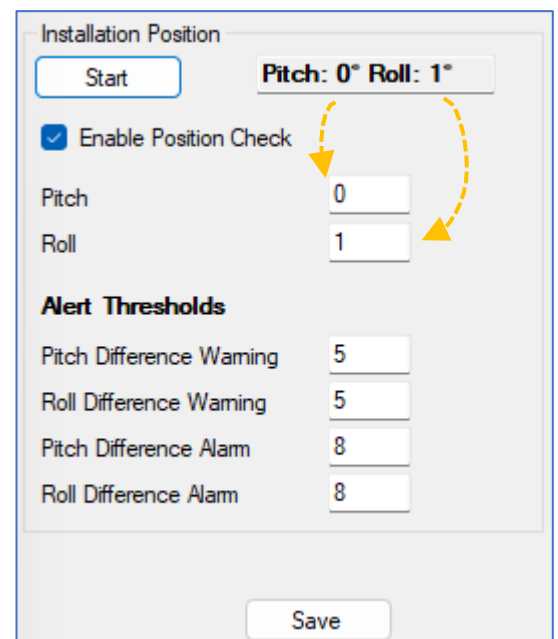 Installation Position
Start
Pitch: 0° Roll: 1°
Enable Position Check
Pitch 0
Roll 1
Alert Thresholds
Pitch Difference Warning 5
Roll Difference Warning 5
Pitch Difference Alarm 8
Roll Difference Alarm 8
Save